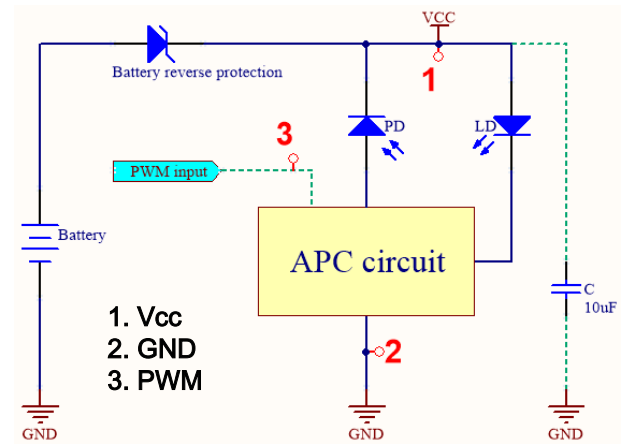 VCC
Battery reverse protection
1
3
PD
LD
PWM input
Battery
APC circuit
C
10uF
1. Vcc
2. GND
3. PWM
2
GND
GND
GND